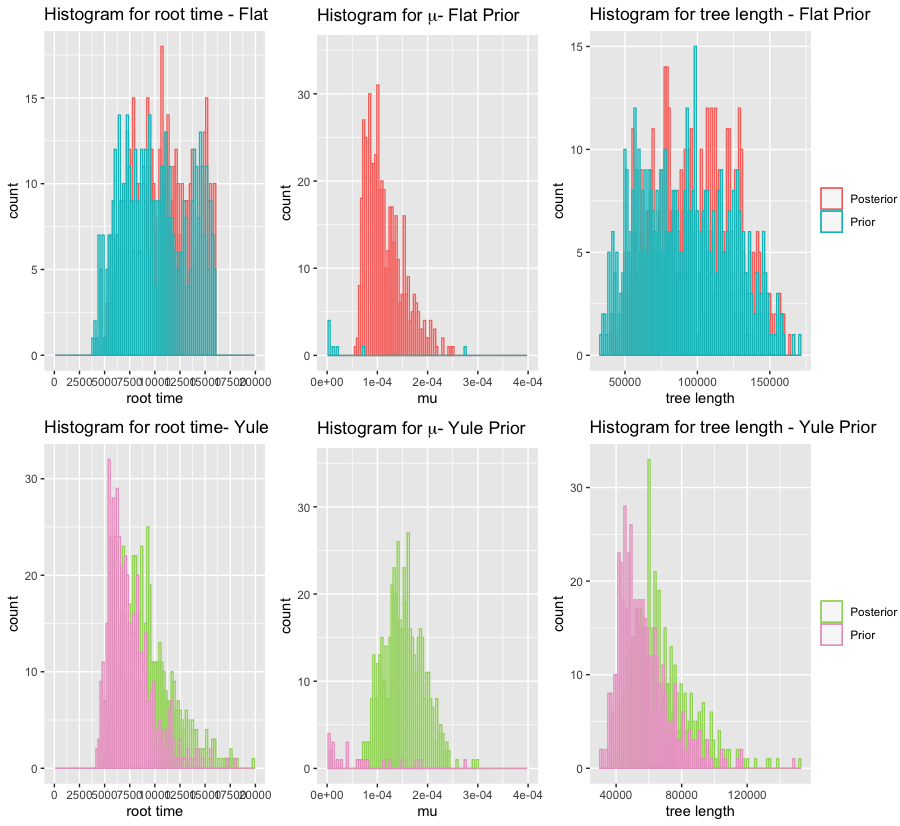 Histogram for root time - Flat
Histogram for μ- Flat Prior
Histogram for tree length - Flat Prior
count
15
10
5
0
0 2500 5000 7500 10000 12500 15000 17500 20000
root time
count
30
20
10
0
0e+00 1e-04 2e-04 3e-04 4e-04
mu
count
15
10
5
0
50000 100000 150000
tree length
Posterior
Prior
Histogram for root time- Yule
Histogram for μ- Yule Prior
Histogram for tree length - Yule Prior
count
30
20
10
0
0 2500 5000 7500 10000 12500 15000 17500 20000
root time
count
30
20
10
0
0e+00 1e-04 2e-04 3e-04 4e-04
mu
count
30
20
10
0
40000 80000 120000
tree length
Posterior
Prior